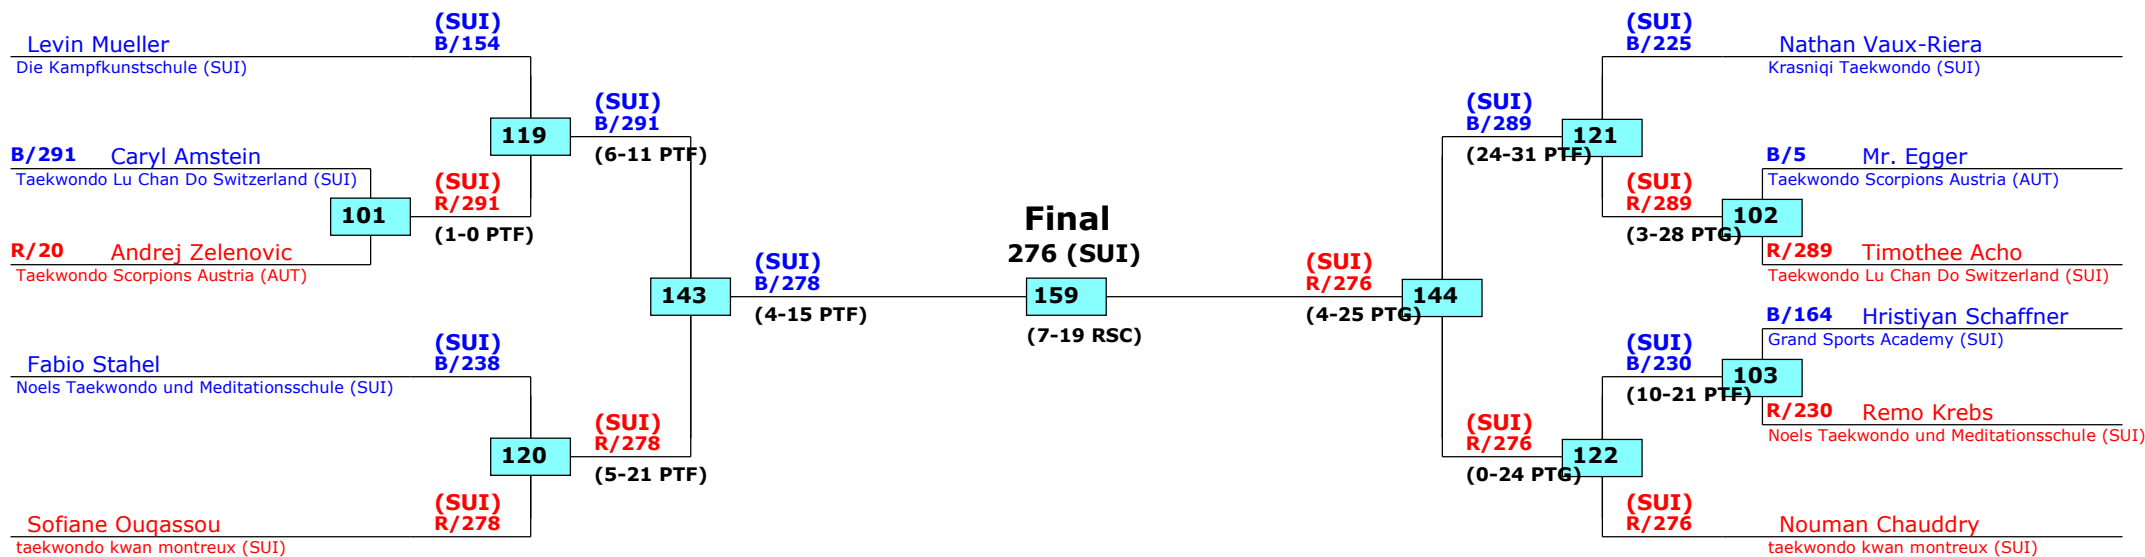 (SUI)
B/154
Levin Mueller
Die Kampfkunstschule (SUI)
119
(SUI)
B/291
(6-11 PTF)
B/291 Caryl Amstein
Taekwondo Lu Chan Do Switzerland (SUI)
101
(SUI)
R/291
(1-0 PTF)
R/20 Andrej Zelenovic
Taekwondo Scorpions Austria (AUT)
143
(SUI)
B/278
(4-15 PTF)
(SUI)
B/238
Fabio Stahel
Noels Taekwondo und Meditationsschule (SUI)
120
(SUI)
R/278
(5-21 PTF)
(SUI)
R/278
Sofiane Ouqassou
taekwondo kwan montreux (SUI)
Final
276 (SUI)
159
(7-19 RSC)
(SUI)
B/225
Nathan Vaux-Riera
Krasniqi Taekwondo (SUI)
(SUI)
B/289
121
(24-31 PTF)
B/5 Mr. Egger
Taekwondo Scorpions Austria (AUT)
(SUI)
R/289
102
(3-28 PTG)
R/289 Timothee Acho
Taekwondo Lu Chan Do Switzerland (SUI)
(SUI)
R/276
144
(4-25 PTG)
B/164 Hristiyan Schaffner
Grand Sports Academy (SUI)
(SUI)
B/230
103
(10-21 PTF)
R/230 Remo Krebs
Noels Taekwondo und Meditationsschule (SUI)
(SUI)
R/276
122
(0-24 PTG)
(SUI)
R/276
Nouman Chauddry
taekwondo kwan montreux (SUI)